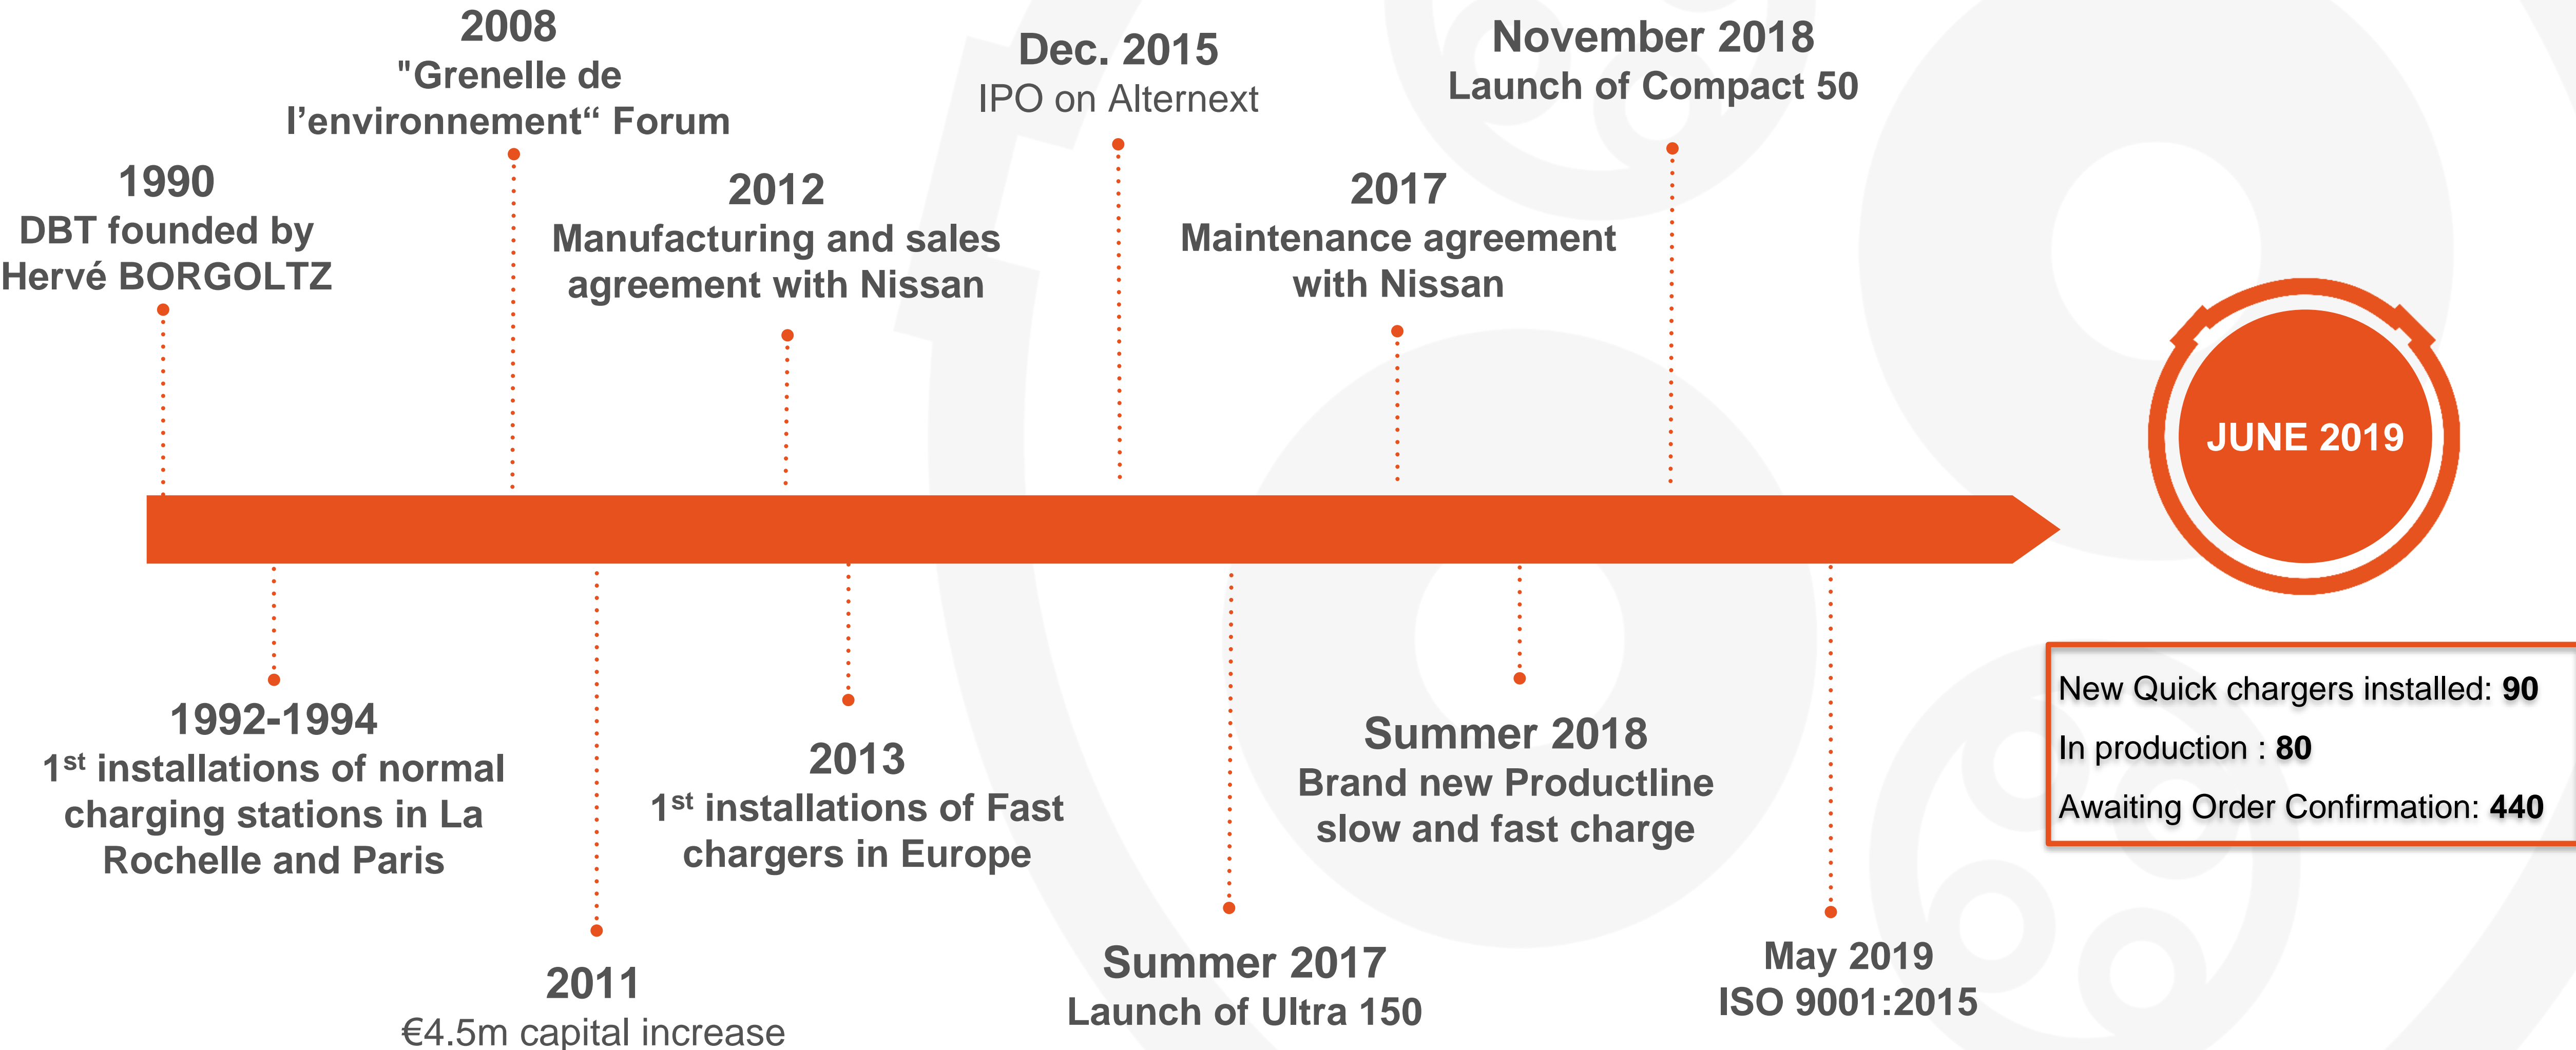 2008
"Grenelle de
l’environnement“ Forum
Dec. 2015
IPO on Alternext
November 2018
Launch of Compact 50
1990
DBT founded by
Hervé BORGOLTZ
2012
Manufacturing and sales
agreement with Nissan
2017
Maintenance agreement
with Nissan
JUNE 2019
1992-1994
1st installations of normal
charging stations in La
Rochelle and Paris
2011
€4.5m capital increase
2013
1st installations of Fast
chargers in Europe
Summer 2017
Launch of Ultra 150
Summer 2018
Brand new Productline
slow and fast charge
May 2019
ISO 9001:2015
New Quick chargers installed: 90
In production : 80
Awaiting Order Confirmation: 440